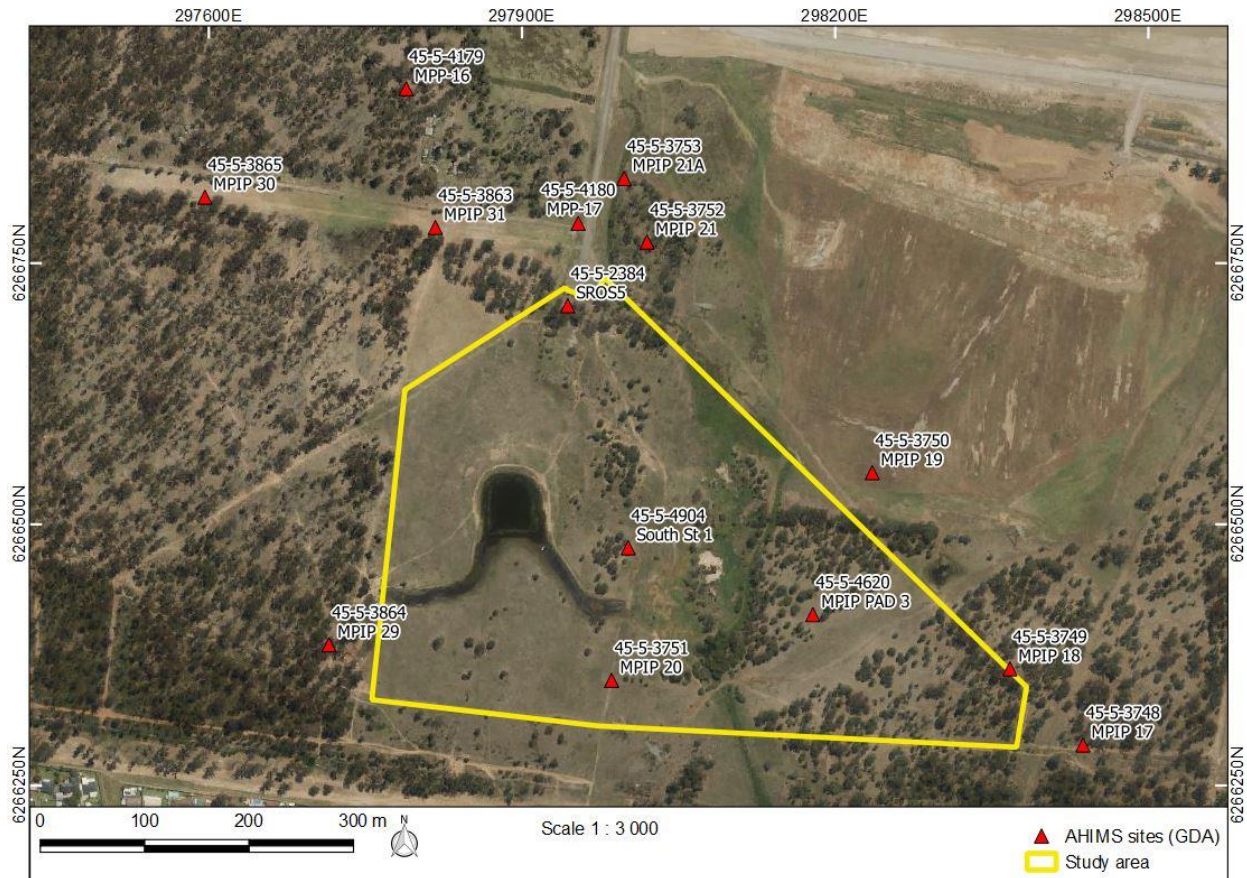 297600E
297900E
298200E
298500E
45-5-4179
MPP-16
45-5-3753
MPIP 21A
45-5-3865
MPIP 30
45-5-3863
MPIP 31
45-5-4180
MPP-17
45-5-3752
MPIP 21
6266750N
6266750N
45-5-2384
SROS5
45-5-3750
MPIP 19
6266500N
6266500N
45-5-4904
South St 1
45-5-4620
MPIP PAD 3
45-5-3864
MPIP 29
45-5-3751
MPIP 20
45-5-3749
MPIP 18
45-5-3748
MPIP 17
6266250N
6266250N
0 100 200 300 m
N
Scale 1 : 3 000
AHIMS sites (GDA)
Study area